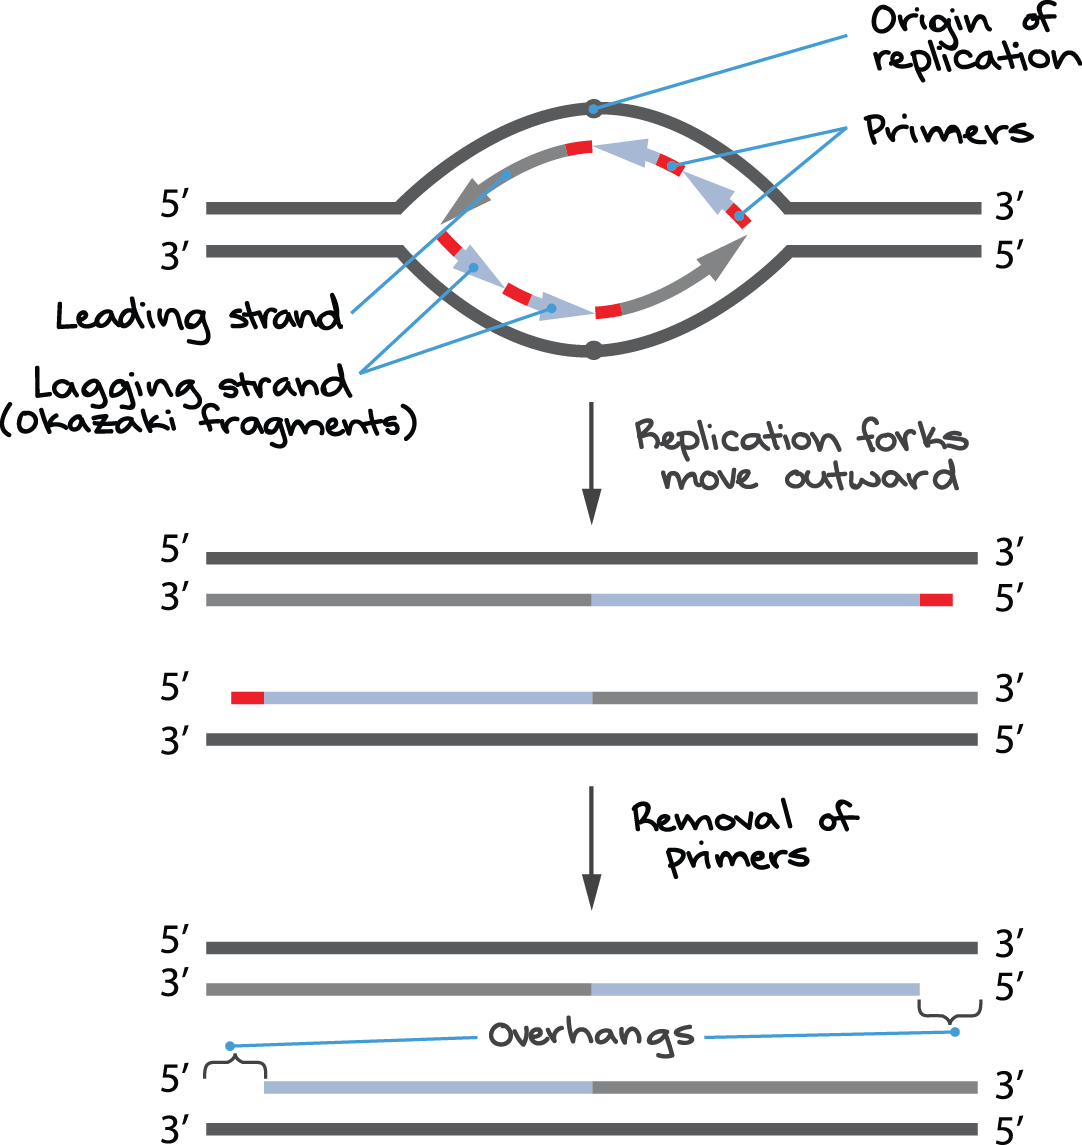 Origin of
replication
Primers
5′ 3′
3′ 5′
Leading strand
Lagging strand
(Okazaki fragments)
Replication forks
move outward
5′ 3′
3′ 5′
5′ 3′
3′ 5′
Removal of
primers
5′ 3′
3′ 5′
Overhangs
5′ 3′
3′ 5′